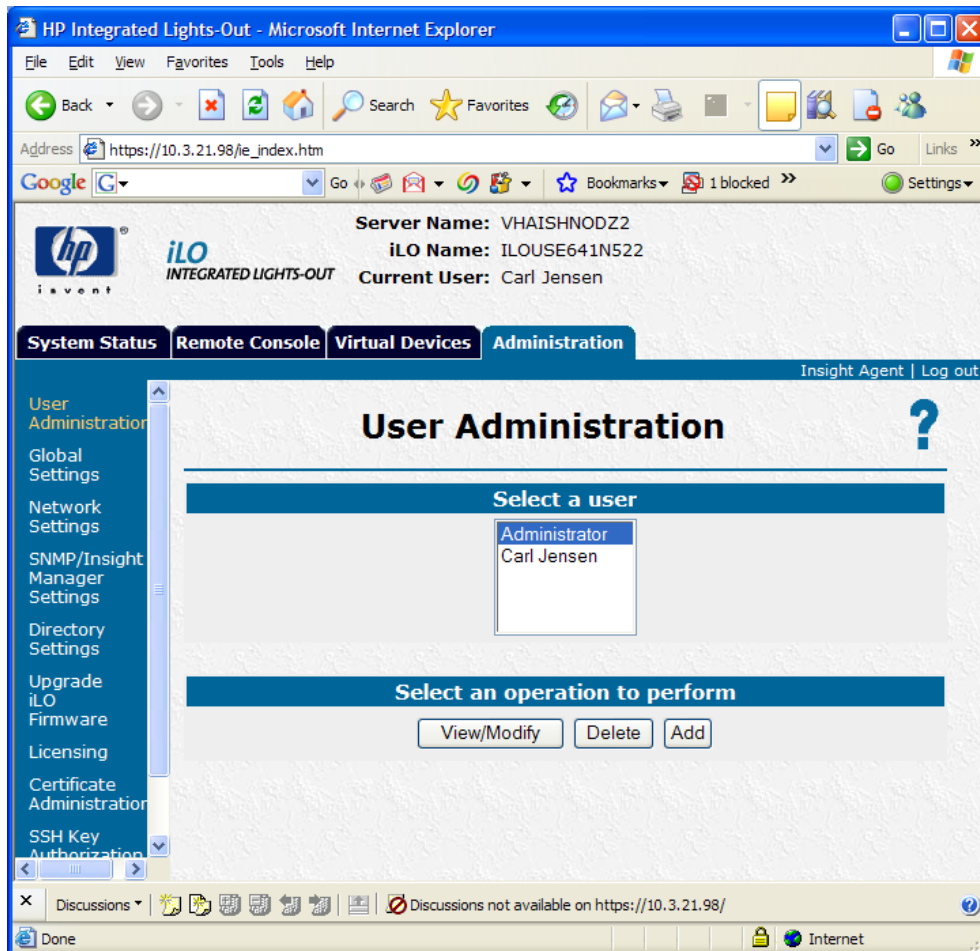 HP Integrated Lights-Out - Microsoft Internet Explorer
File Edit View Favorites Tools Help
Back Search Favorites
Address https://10.3.21.98/ie_index.htm Go Links »
Google G Go Bookmarks 1 blocked » Settings
hp
invent
iLO
INTEGRATED LIGHTS-OUT
Server Name: VHAISHNODZ2
iLO Name: ILOUSE641N522
Current User: Carl Jensen
System Status Remote Console Virtual Devices Administration
Insight Agent | Log out
User
Administration
Global
Settings
Network
Settings
SNMP/Insight
Manager
Settings
Directory
Settings
Upgrade
iLO
Firmware
Licensing
Certificate
Administration
SSH Key
Authorization
User Administration ?
Select a user
Administrator
Carl Jensen
Select an operation to perform
View/Modify Delete Add
Discussions Discussions not available on https://10.3.21.98/
Done Internet